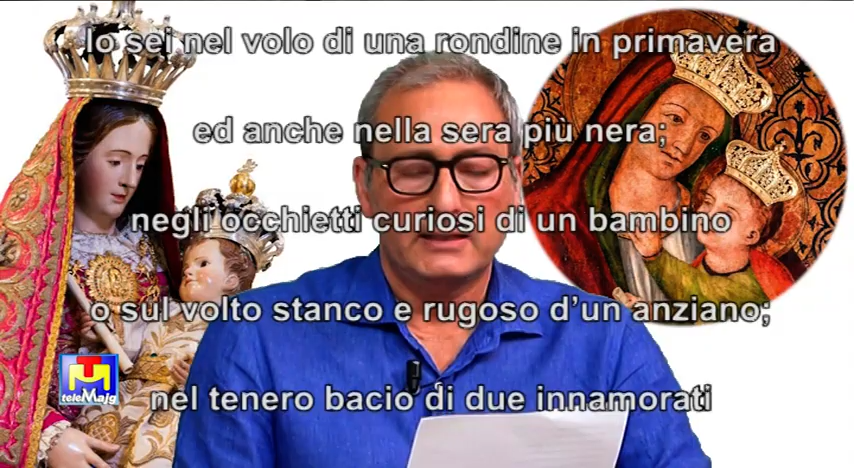 lo sei nel volo di una rondine in primavera
ed anche nella sera più nera;
negli occhietti curiosi di un bambino
o sul volto stanco e rugoso d’un anziano;
nel tenero bacio di due innamorati
teleMajg